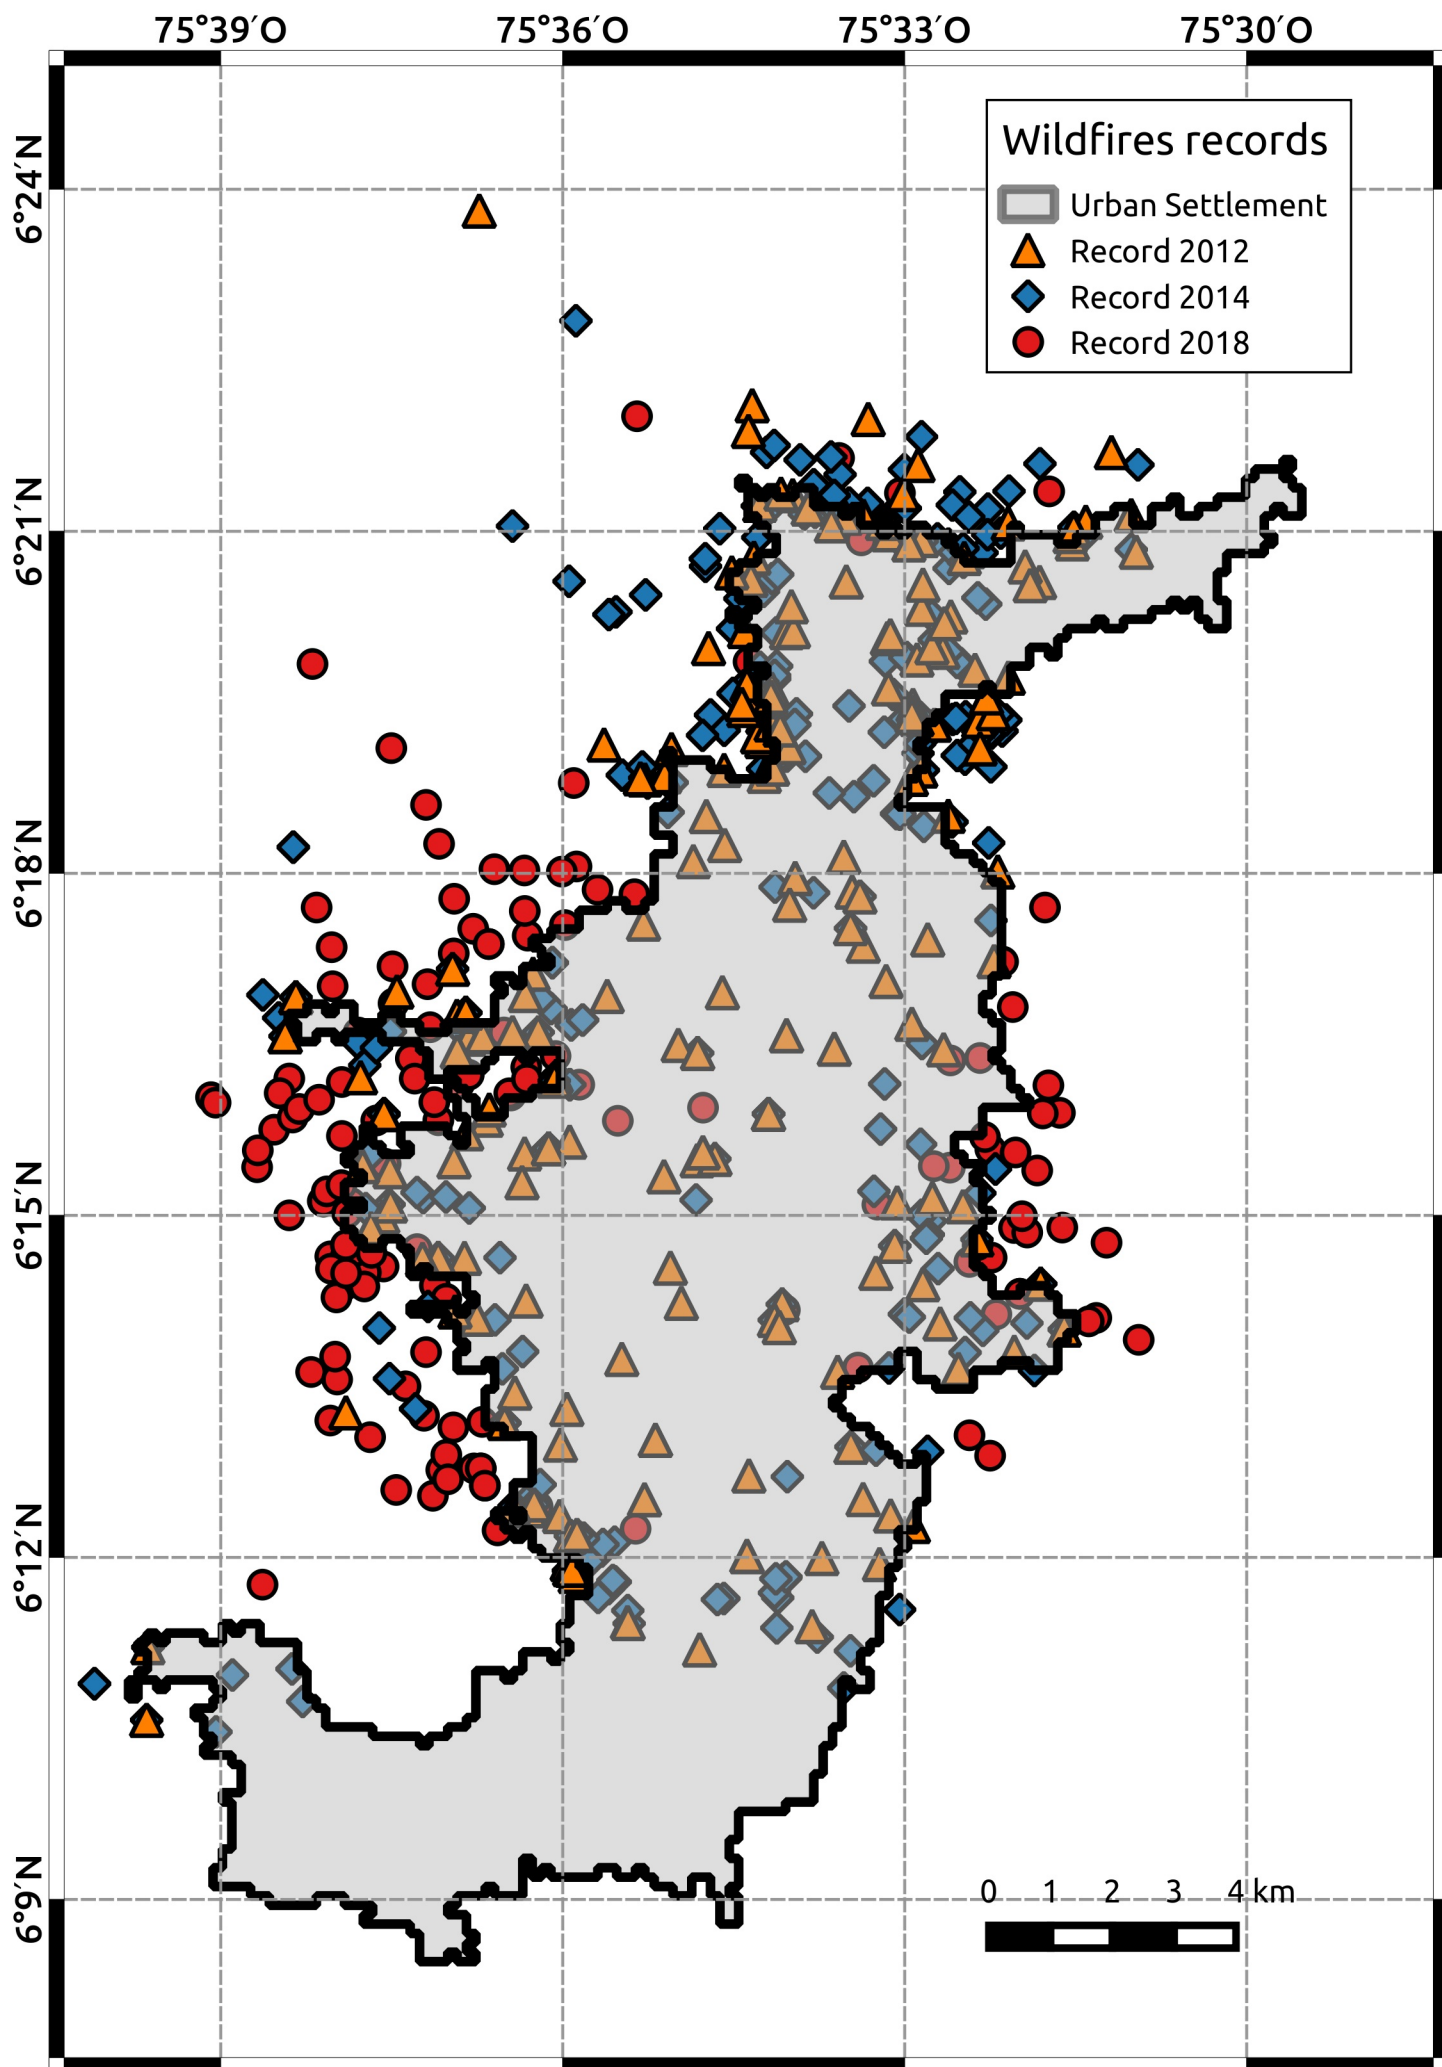 75°39′O 75°36′O 75°33′O 75°30′O
Wildfires records
Urban Settlement
Record 2012
Record 2014
Record 2018
6°24′N
6°21′N
6°18′N
6°15′N
6°12′N
6°9′N
0 1 2 3 4 km